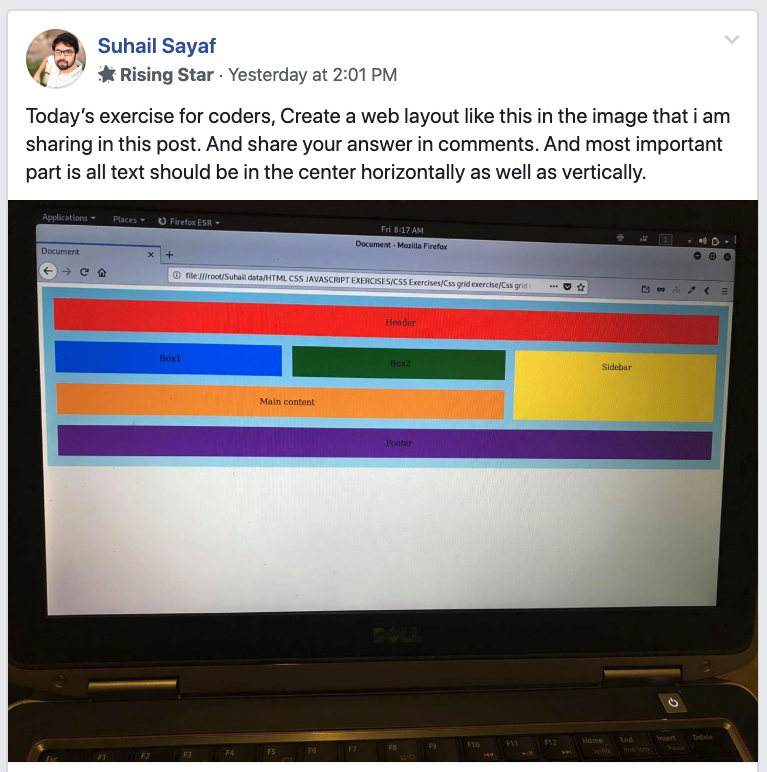 Suhail Sayaf
Rising Star · Yesterday at 2:01 PM
Today’s exercise for coders, Create a web layout like this in the image that i am
sharing in this post. And share your answer in comments. And most important
part is all text should be in the center horizontally as well as vertically.
Applications Places Firefox ESR
Fri 8:17 AM
Document - Mozilla Firefox
1
Document
file:///root/Suhail data/HTML CSS JAVASCRIPT EXERCISES/CSS Exercises/Css grid exercise/Css grid
Header
Box1
Box2
Sidebar
Main content
Footer
DELL
Esc F1 F2 F3 F4 F5 F6 F7 F8 F9 F10 F11 F12 Home End Insert Delete